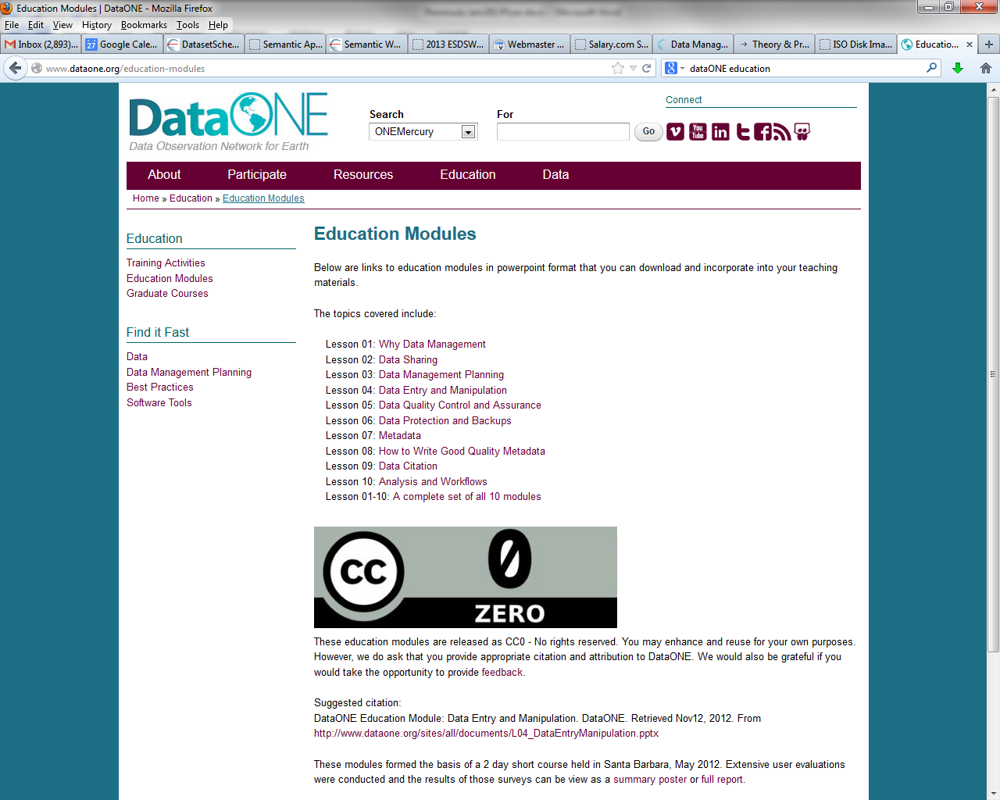 Education Modules | DataONE - Mozilla Firefox
File Edit View History Bookmarks Tools Help
Inbox (2,893)... Google Cale... DatasetSche... Semantic Ap... Semantic W... 2013 ESDSW... Webmaster ... Salary.com S... Data Manag... Theory & Pr... ISO Disk Ima... Educatio...
www.dataone.org/education-modules
dataONE education
DataONE
Data Observation Network for Earth
Search
ONEMercury
For
Go
Connect
You Tube
About Participate Resources Education Data
Home » Education » Education Modules
Education
Training Activities
Education Modules
Graduate Courses
Find it Fast
Data
Data Management Planning
Best Practices
Software Tools
Education Modules
Below are links to education modules in powerpoint format that you can download and incorporate into your teaching
materials.
The topics covered include:
Lesson 01: Why Data Management
Lesson 02: Data Sharing
Lesson 03: Data Management Planning
Lesson 04: Data Entry and Manipulation
Lesson 05: Data Quality Control and Assurance
Lesson 06: Data Protection and Backups
Lesson 07: Metadata
Lesson 08: How to Write Good Quality Metadata
Lesson 09: Data Citation
Lesson 10: Analysis and Workflows
Lesson 01-10: A complete set of all 10 modules
cc 0
ZERO
These education modules are released as CC0 - No rights reserved. You may enhance and reuse for your own purposes.
However, we do ask that you provide appropriate citation and attribution to DataONE. We would also be grateful if you
would take the opportunity to provide feedback.
Suggested citation:
DataONE Education Module: Data Entry and Manipulation. DataONE. Retrieved Nov12, 2012. From
http://www.dataone.org/sites/all/documents/L04_DataEntryManipulation.pptx
These modules formed the basis of a 2 day short course held in Santa Barbara, May 2012. Extensive user evaluations
were conducted and the results of those surveys can be view as a summary poster or full report.